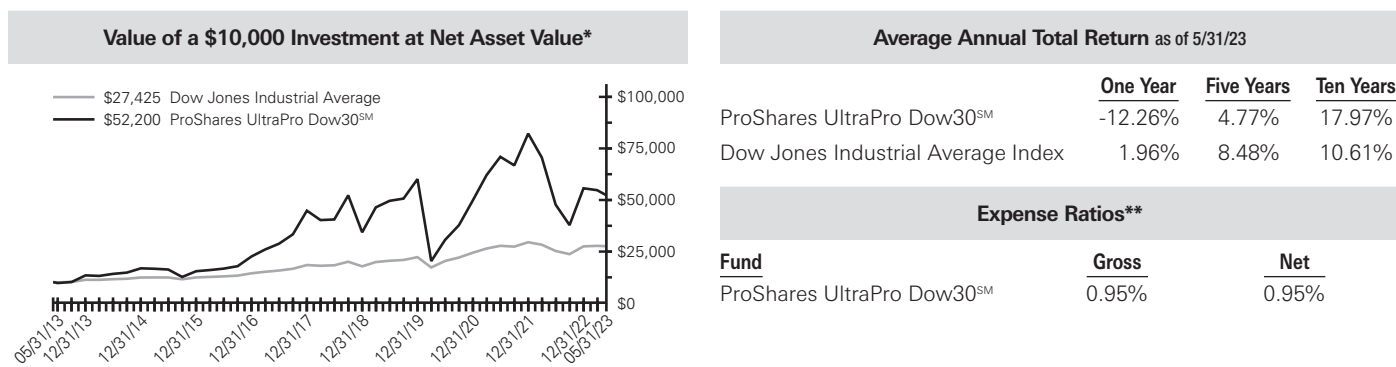 Value of a $10,000 Investment at Net Asset Value*
$27,425 Dow Jones Industrial Average
$52,200 ProShares UltraPro Dow30SM
$100,000
$75,000
$50,000
$25,000
$0
05/31/13
12/31/13
12/31/14
12/31/15
12/31/16
12/31/17
12/31/18
12/31/19
12/31/20
12/31/21
12/31/22
05/31/23
Average Annual Total Return as of 5/31/23
One Year Five Years Ten Years
ProShares UltraPro Dow30SM -12.26% 4.77% 17.97%
Dow Jones Industrial Average Index 1.96% 8.48% 10.61%
Expense Ratios**
Fund Gross Net
ProShares UltraPro Dow30SM 0.95% 0.95%